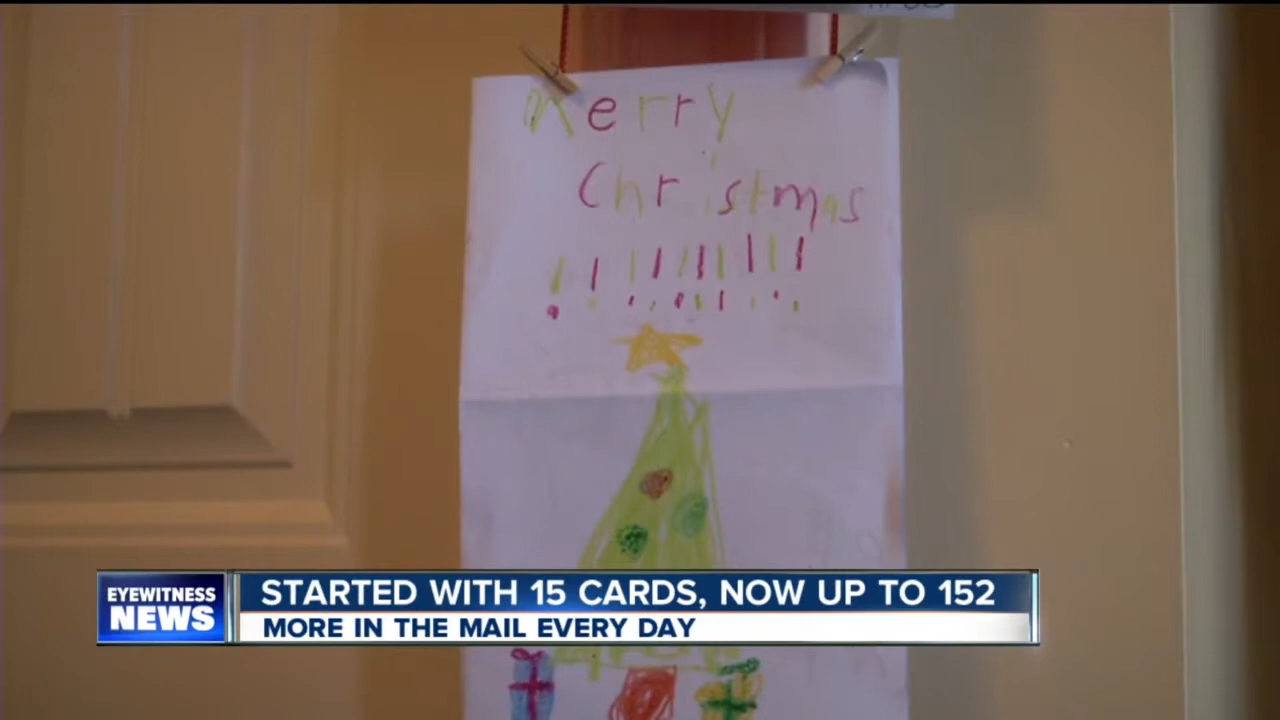 Merry
Christmas
!!!!!!!!!!
EYEWITNESS
NEWS
STARTED WITH 15 CARDS, NOW UP TO 152
MORE IN THE MAIL EVERY DAY